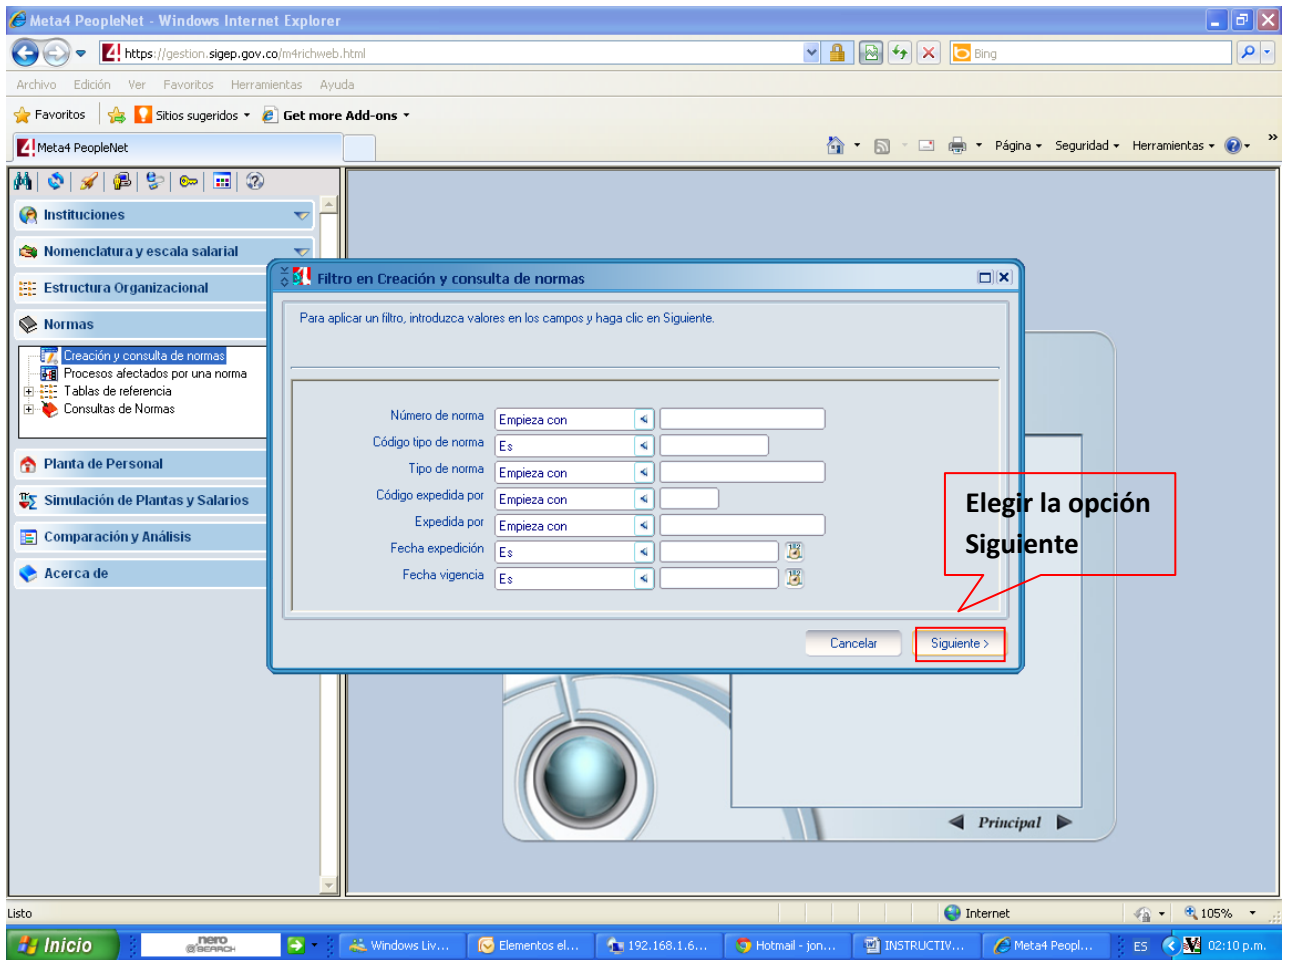 Meta4 PeopleNet - Windows Internet Explorer
https://gestion.sigep.gov.co/m4richweb.html
Bing
Archivo Edición Ver Favoritos Herramientas Ayuda
Favoritos Sitios sugeridos Get more Add-ons
Meta4 PeopleNet
Página Seguridad Herramientas
Instituciones
Nomenclatura y escala salarial
Estructura Organizacional
Normas
Creación y consulta de normas
Procesos afectados por una norma
Tablas de referencia
Consultas de Normas
Planta de Personal
Simulación de Plantas y Salarios
Comparación y Análisis
Acerca de
Filtro en Creación y consulta de normas
Para aplicar un filtro, introduzca valores en los campos y haga clic en Siguiente.
Número de norma Empieza con
Código tipo de norma Es
Tipo de norma Empieza con
Código expedida por Empieza con
Expedida por Empieza con
Fecha expedición Es
Fecha vigencia Es
Elegir la opción
Siguiente
Cancelar Siguiente >
Principal
Listo Internet 105%
Inicio nero SEARCH Windows Liv... Elementos el... 192.168.1.6... Hotmail - jon... INSTRUCTIV... Meta4 Peopl... ES 02:10 p.m.